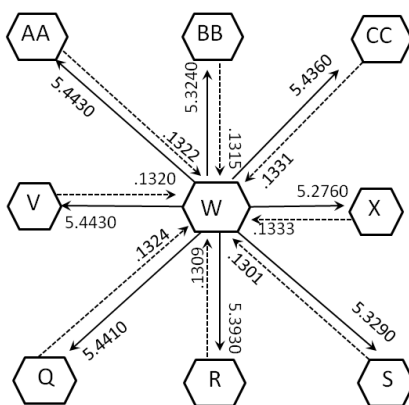 AA
BB
CC
5.4430
.1322
5.3240
.1315
5.4360
.1331
V
.1320
5.4430
W
5.2760
.1333
X
.1324
5.4410
.1309
5.3930
.1301
5.3290
Q
R
S